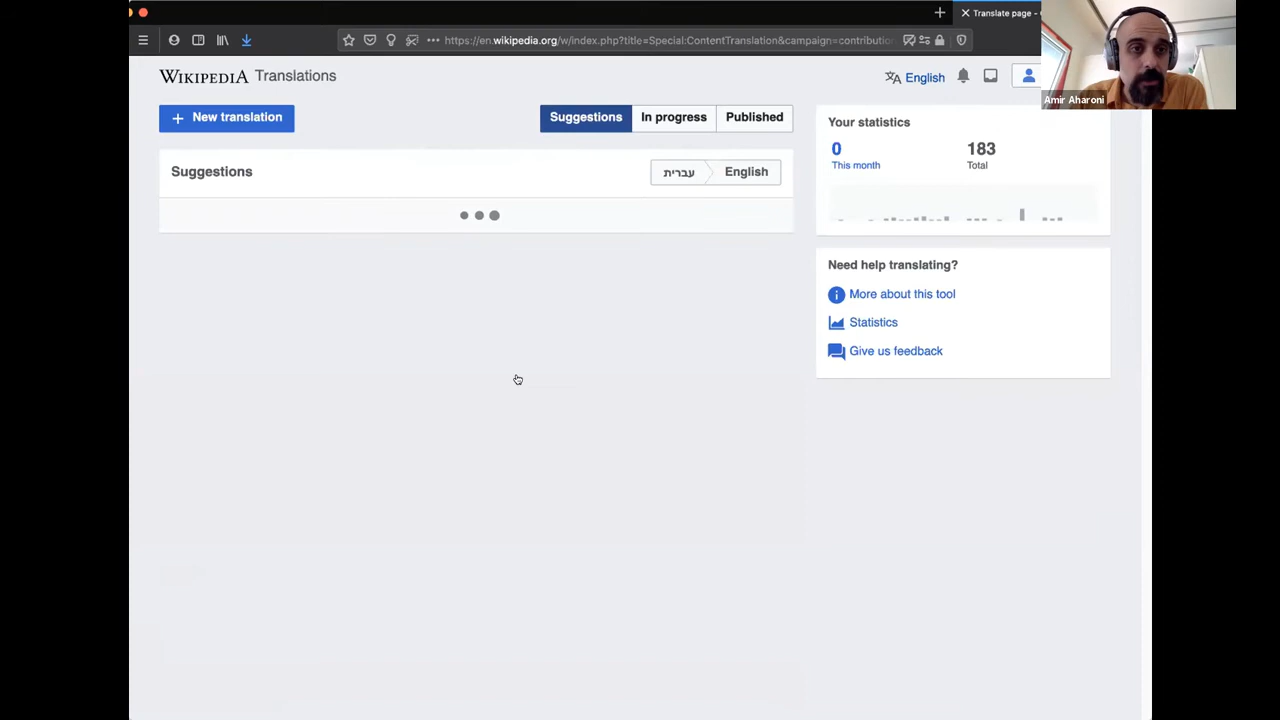 Translate page -
https://en.wikipedia.org/w/index.php?title=Special:ContentTranslation&campaign=contributio
Amir Aharoni
WIKIPEDIA Translations
English
+ New translation
Suggestions
In progress
Published
Suggestions
עברית
English
Your statistics
0
183
This month
Total
Need help translating?
More about this tool
Statistics
Give us feedback